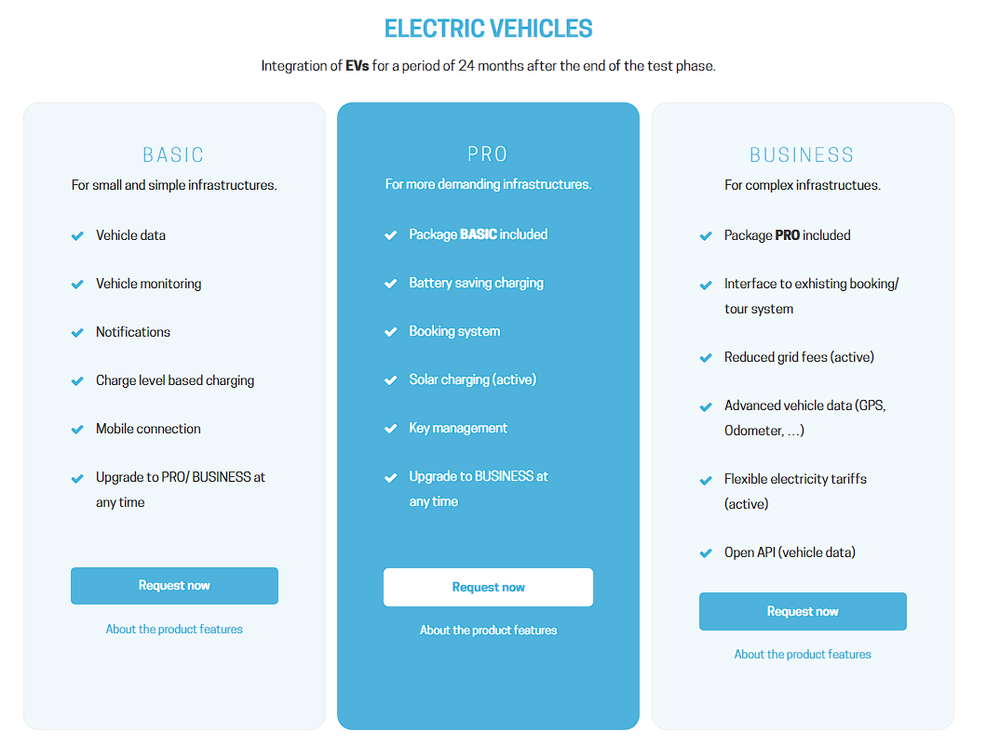 ELECTRIC VEHICLES
Integration of EVs for a period of 24 months after the end of the test phase.
BASIC
For small and simple infrastructures.
Vehicle data
Vehicle monitoring
Notifications
Charge level based charging
Mobile connection
Upgrade to PRO/ BUSINESS at
any time
Request now
About the product features
PRO
For more demanding infrastructures.
Package BASIC included
Battery saving charging
Booking system
Solar charging (active)
Key management
Upgrade to BUSINESS at
any time
Request now
About the product features
BUSINESS
For complex infrastructues.
Package PRO included
Interface to exhisting booking/
tour system
Reduced grid fees (active)
Advanced vehicle data (GPS,
Odometer, …)
Flexible electricity tariffs
(active)
Open API (vehicle data)
Request now
About the product features